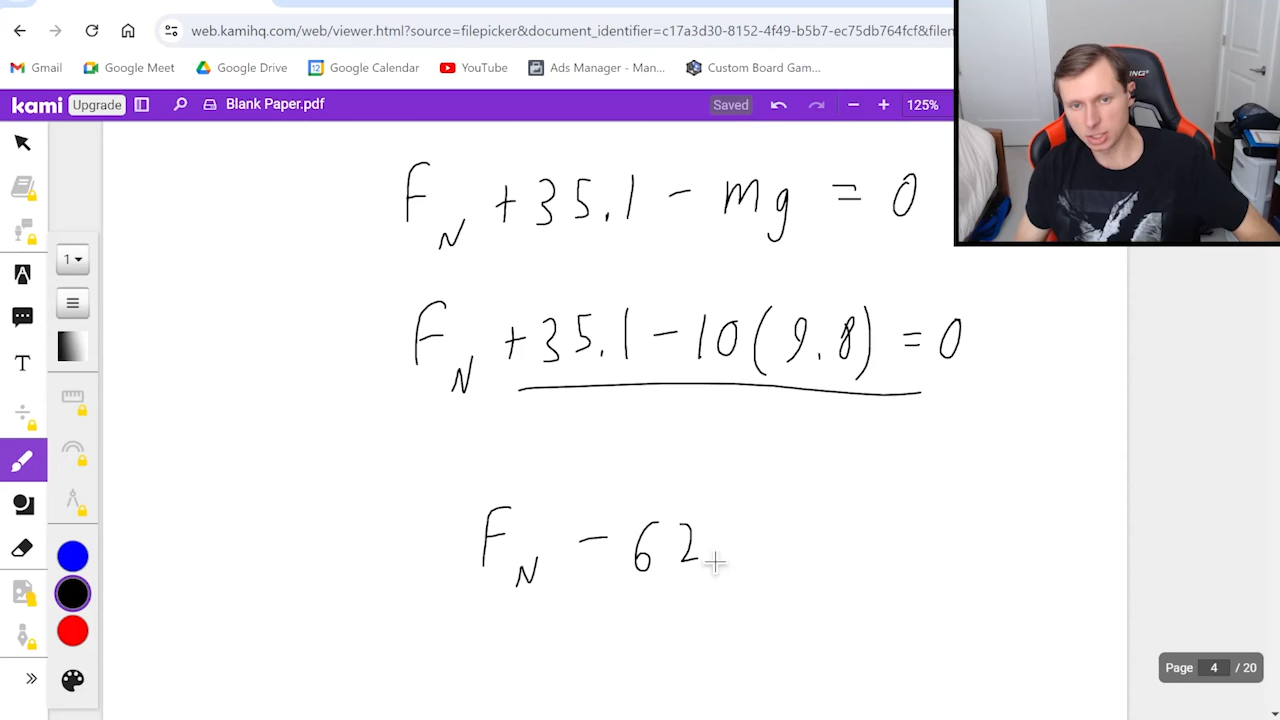 web.kamihq.com/web/viewer.html?source=filepicker&document_identifier=c17a3d30-8152-4f49-b5b7-ec75db764fcf&filen
Gmail Google Meet Google Drive 12 Google Calendar YouTube Ads Manager - Man... Custom Board Gam...
kami Upgrade Blank Paper.pdf Saved 125%
F_N + 35.1 - mg = 0
1
F_N + 35.1 - 10(9.8) = 0
A
T
F_N - 62
Page 4 / 20